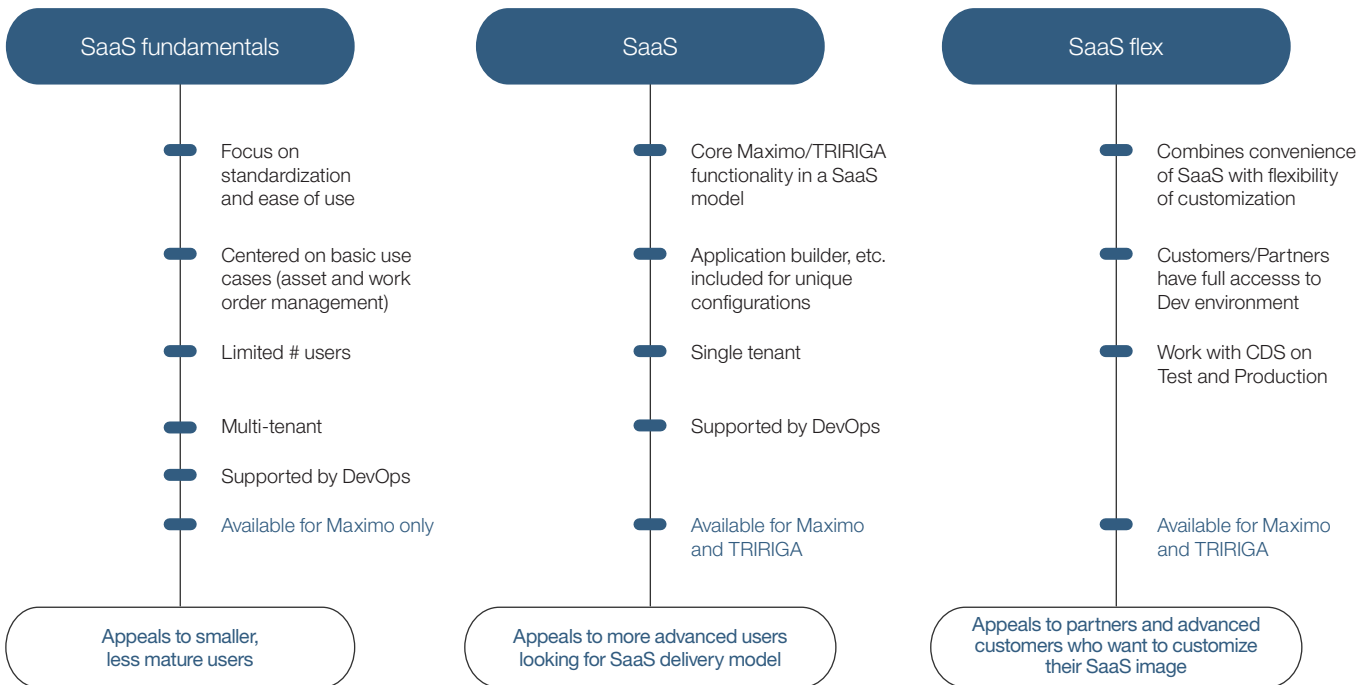 SaaS fundamentals
Focus on
standardization
and ease of use
Centered on basic use
cases (asset and work
order management)
Limited # users
Multi-tenant
Supported by DevOps
Available for Maximo only
Appeals to smaller,
less mature users
SaaS
Core Maximo/TRIRIGA
functionality in a SaaS
model
Application builder, etc.
included for unique
configurations
Single tenant
Supported by DevOps
Available for Maximo
and TRIRIGA
Appeals to more advanced users
looking for SaaS delivery model
SaaS flex
Combines convenience
of SaaS with flexibility
of customization
Customers/Partners
have full accesss to
Dev environment
Work with CDS on
Test and Production
Available for Maximo
and TRIRIGA
Appeals to partners and advanced
customers who want to customize
their SaaS image